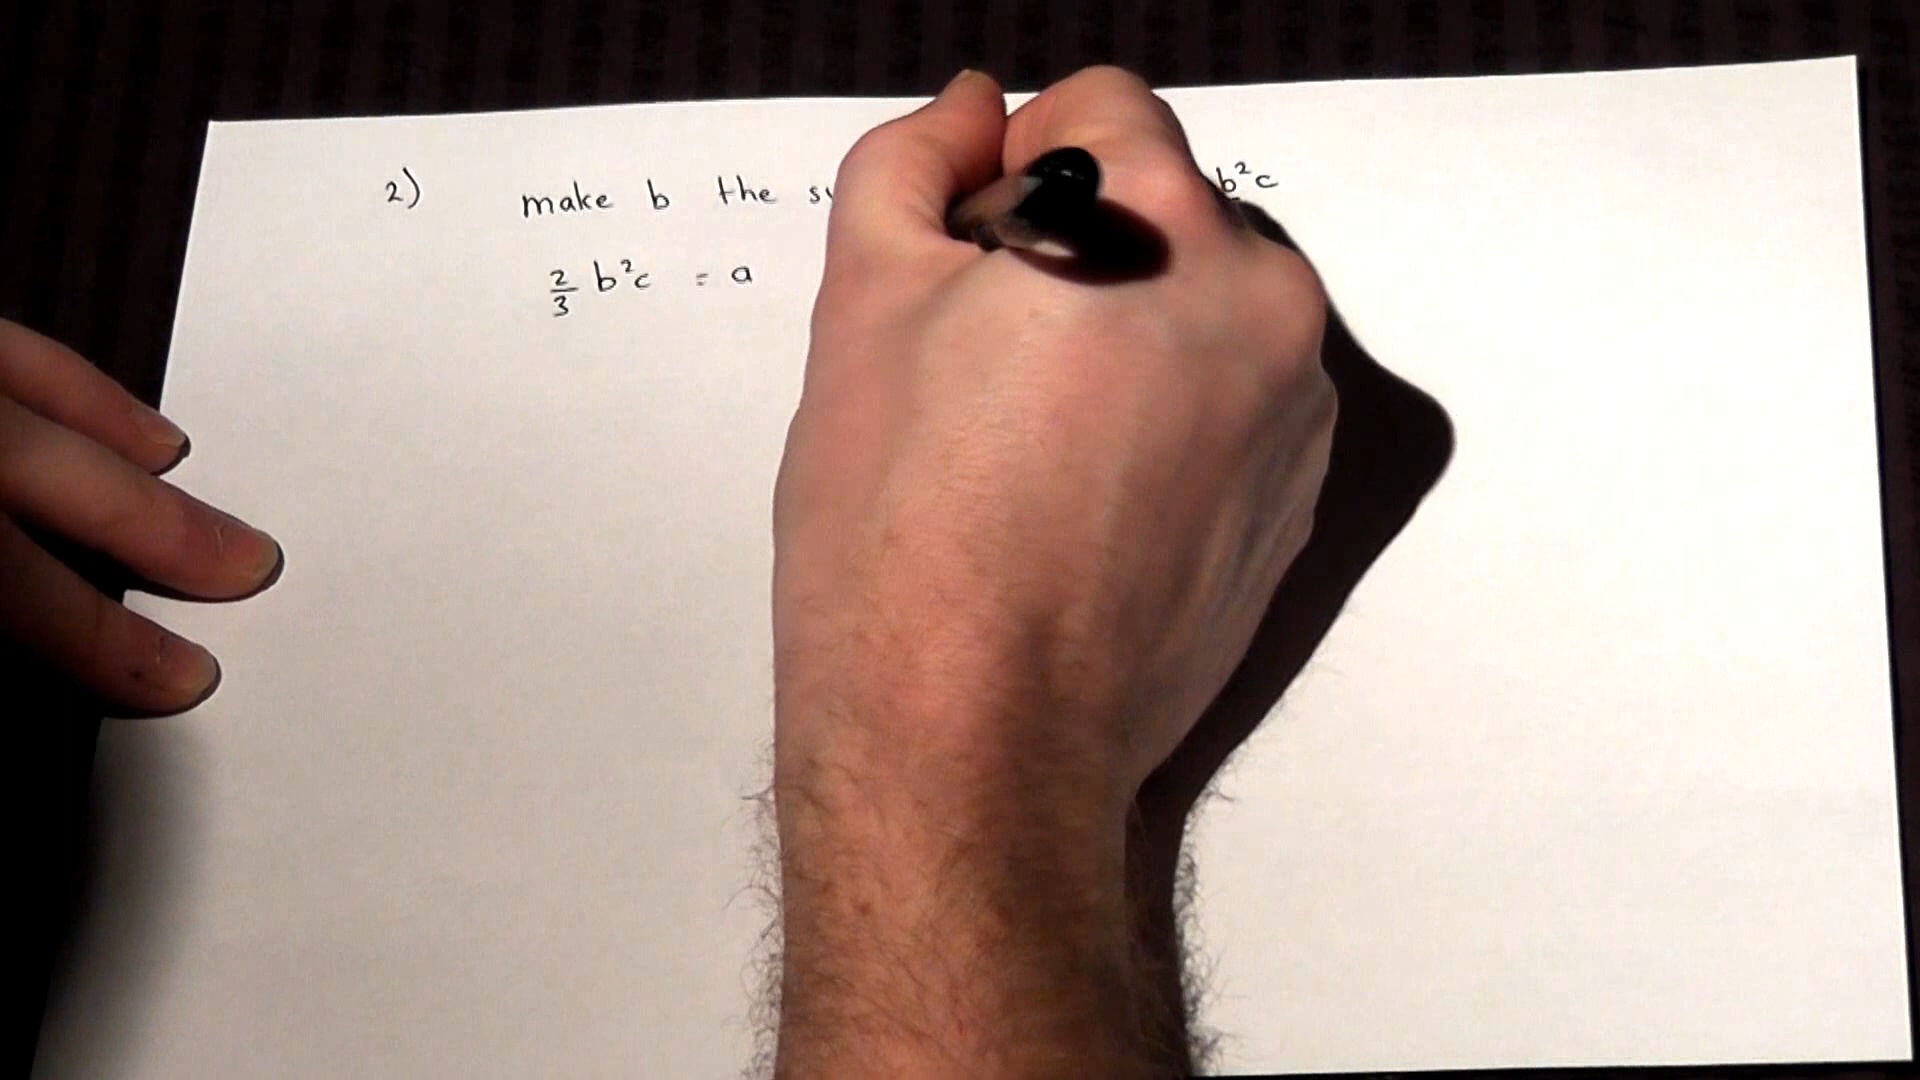 2) make b the b²c
2/3 b²c = a